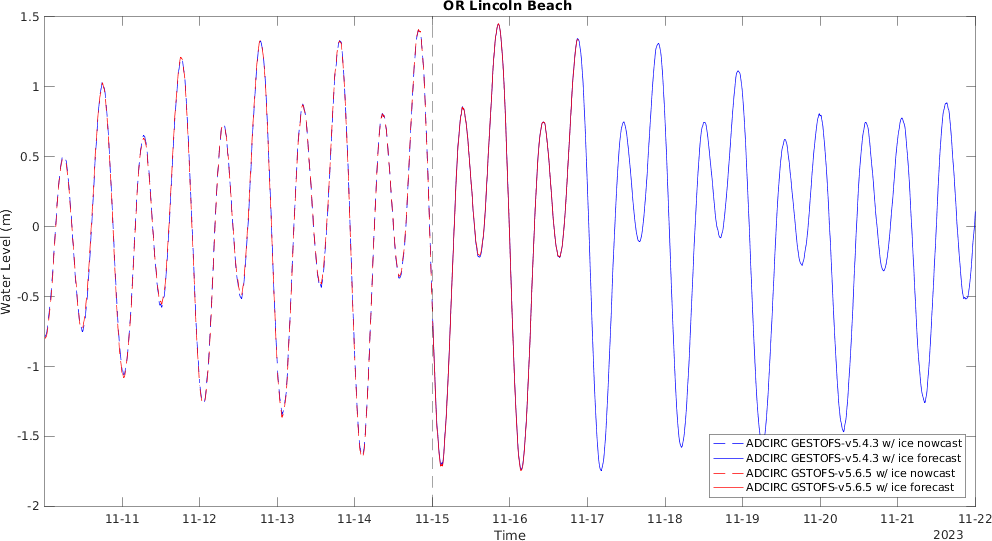 OR Lincoln Beach
1.5
1
0.5
0
-0.5
-1
-1.5
-2
Water Level (m)
ADCIRC GESTOFS-v5.4.3 w/ ice nowcast
ADCIRC GESTOFS-v5.4.3 w/ ice forecast
ADCIRC GSTOFS-v5.6.5 w/ ice nowcast
ADCIRC GSTOFS-v5.6.5 w/ ice forecast
11-11 11-12 11-13 11-14 11-15 11-16 11-17 11-18 11-19 11-20 11-21 11-22
Time
2023